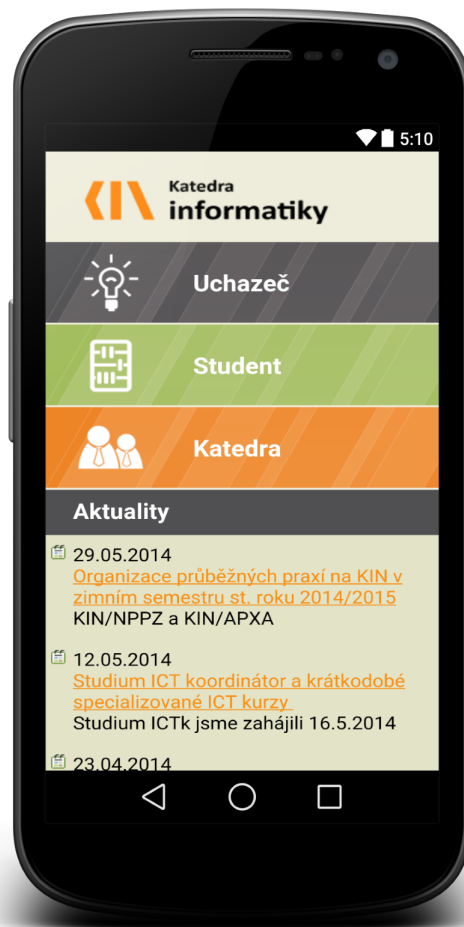 5:10
Katedra
informatiky
Uchazeč
Student
Katedra
Aktuality
29.05.2014
Organizace průběžných praxí na KIN v
zimním semestru st. roku 2014/2015
KIN/NPPZ a KIN/APXA
12.05.2014
Studium ICT koordinátor a krátkodobé
specializované ICT kurzy
Studium ICTk jsme zahájili 16.5.2014
23.04.2014